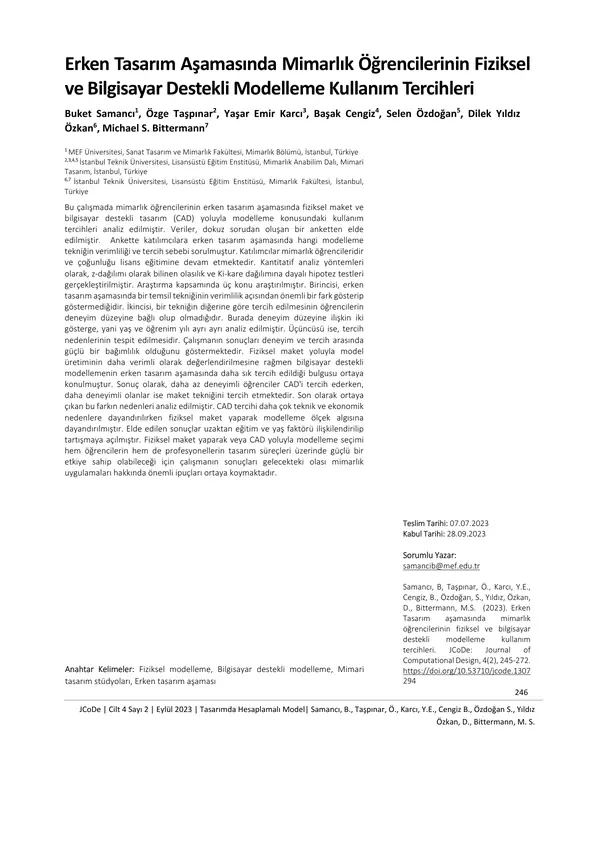 Erken Tasarım Aşamasında Mimarlık Öğrencilerinin Fiziksel
ve Bilgisayar Destekli Modelleme Kullanım Tercihleri
Buket Samancı1, Özge Taşpınar2, Yaşar Emir Karcı3, Başak Cengiz4, Selen Özdoğan5, Dilek Yıldız
Özkan6, Michael S. Bittermann7
1 MEF Üniversitesi, Sanat Tasarım ve Mimarlık Fakültesi, Mimarlık Bölümü, İstanbul, Türkiye
2,3,4,5 İstanbul Teknik Üniversitesi, Lisansüstü Eğitim Enstitüsü, Mimarlık Anabilim Dalı, Mimari
Tasarım, İstanbul, Türkiye
6,7 İstanbul Teknik Üniversitesi, Lisansüstü Eğitim Enstitüsü, Mimarlık Fakültesi, İstanbul,
Türkiye
Bu çalışmada mimarlık öğrencilerinin erken tasarım aşamasında fiziksel maket ve
bilgisayar destekli tasarım (CAD) yoluyla modelleme konusundaki kullanım
tercihleri analiz edilmiştir. Veriler, dokuz sorudan oluşan bir anketten elde
edilmiştir. Ankette katılımcılara erken tasarım aşamasında hangi modelleme
tekniğin verimliliği ve tercih sebebi sorulmuştur. Katılımcılar mimarlık öğrencileridir
ve çoğunluğu lisans eğitimine devam etmektedir. Kantitatif analiz yöntemleri
olarak, z-dağılımı olarak bilinen olasılık ve Ki-kare dağılımına dayalı hipotez testleri
gerçekleştirilmiştir. Araştırma kapsamında üç konu araştırılmıştır. Birincisi, erken
tasarım aşamasında bir temsil tekniğinin verimlilik açısından önemli bir fark gösterip
göstermediğidir. İkincisi, bir tekniğin diğerine göre tercih edilmesinin öğrencilerin
deneyim düzeyine bağlı olup olmadığıdır. Burada deneyim düzeyine ilişkin iki
gösterge, yani yaş ve öğrenim yılı ayrı ayrı analiz edilmiştir. Üçüncüsü ise, tercih
nedenlerinin tespit edilmesidir. Çalışmanın sonuçları deneyim ve tercih arasında
güçlü bir bağımlılık olduğunu göstermektedir. Fiziksel maket yoluyla model
üretiminin daha verimli olarak değerlendirilmesine rağmen bilgisayar destekli
modellemenin erken tasarım aşamasında daha sık tercih edildiği bulgusu ortaya
konulmuştur. Sonuç olarak, daha az deneyimli öğrenciler CAD'i tercih ederken,
daha deneyimli olanlar ise maket tekniğini tercih etmektedir. Son olarak ortaya
çıkan bu farkın nedenleri analiz edilmiştir. CAD tercihi daha çok teknik ve ekonomik
nedenlere dayandırılırken fiziksel maket yaparak modelleme ölçek algısına
dayandırılmıştır. Elde edilen sonuçlar uzaktan eğitim ve yaş faktörü ilişkilendirilip
tartışmaya açılmıştır. Fiziksel maket yaparak veya CAD yoluyla modelleme seçimi
hem öğrencilerin hem de profesyonellerin tasarım süreçleri üzerinde güçlü bir
etkiye sahip olabileceği için çalışmanın sonuçları gelecekteki olası mimarlık
uygulamaları hakkında önemli ipuçları ortaya koymaktadır.
Teslim Tarihi: 07.07.2023
Kabul Tarihi: 28.09.2023
Sorumlu Yazar:
samancib@mef.edu.tr
Samancı, B, Taşpınar, Ö., Karcı, Y.E.,
Cengiz, B., Özdoğan, S., Yıldız, Özkan,
D., Bittermann, M.S. (2023). Erken
Tasarım aşamasında mimarlık
öğrencilerinin fiziksel ve bilgisayar
destekli modelleme kullanım
tercihleri. JCoDe: Journal of
Computational Design, 4(2), 245-272.
https://doi.org/10.53710/jcode.1307
294
Anahtar Kelimeler: Fiziksel modelleme, Bilgisayar destekli modelleme, Mimari
tasarım stüdyoları, Erken tasarım aşaması
246
JCoDe | Cilt 4 Sayı 2 | Eylül 2023 | Tasarımda Hesaplamalı Model| Samancı, B., Taşpınar, Ö., Karcı, Y.E., Cengiz B., Özdoğan S., Yıldız
Özkan, D., Bittermann, M. S.